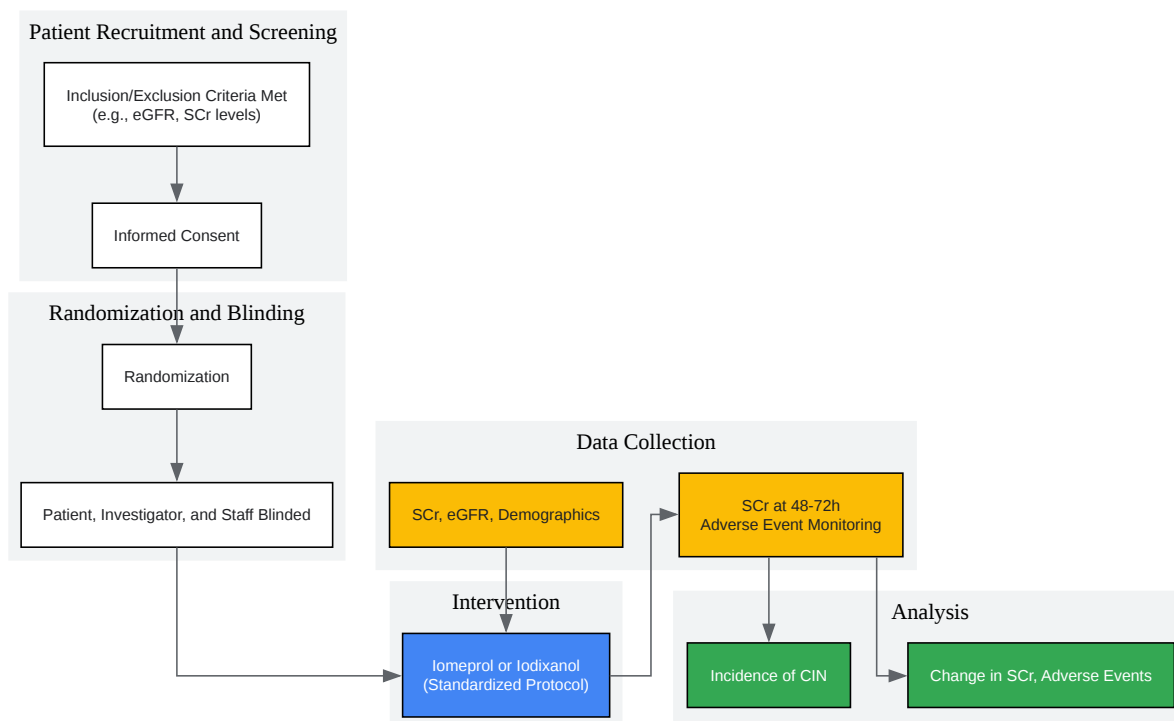 Patient Recruitment and Screening
Inclusion/Exclusion Criteria Met
(e.g., eGFR, SCr levels)
Informed Consent
Randomization and Blinding
Randomization
Patient, Investigator, and Staff Blinded
Data Collection
SCr, eGFR, Demographics
SCr at 48-72h
Adverse Event Monitoring
Intervention
Iomeprol or Iodixanol
(Standardized Protocol)
Analysis
Incidence of CIN
Change in SCr, Adverse Events